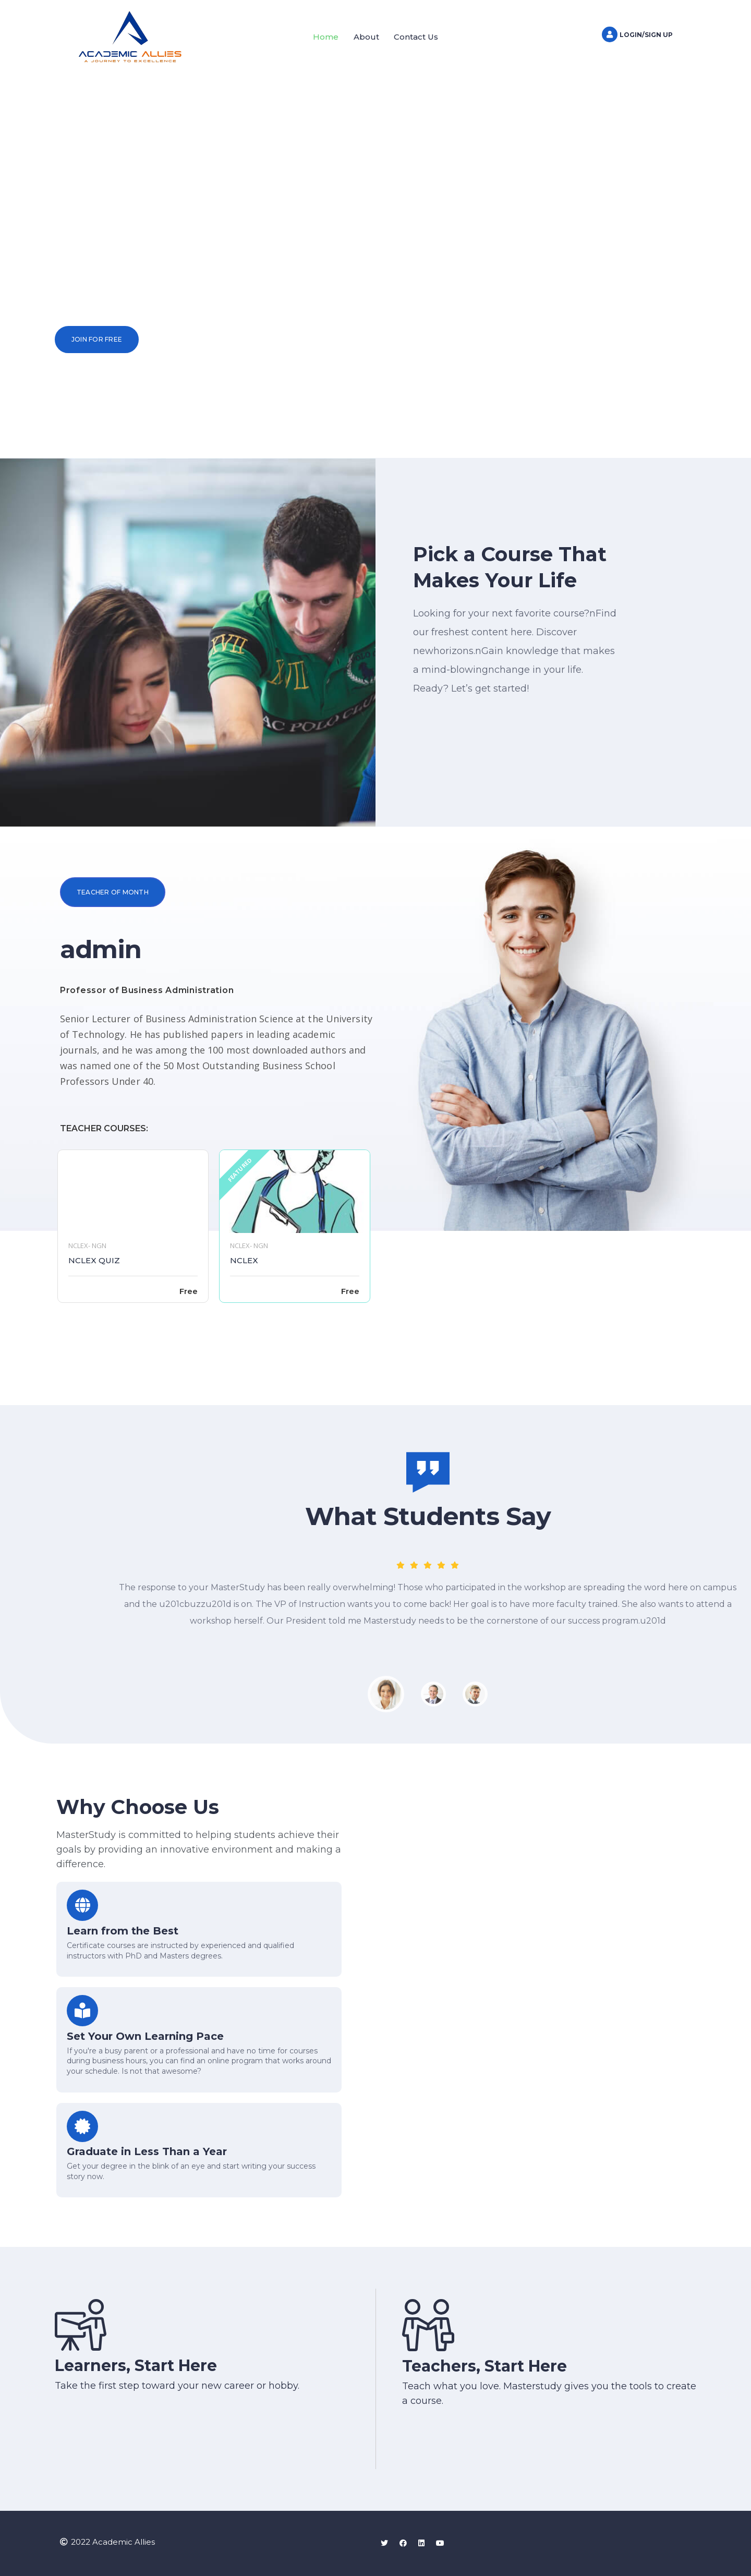 ACADEMIC ALLIES
A JOURNEY TO EXCELLENCE
Home About Contact Us
LOGIN/SIGN UP
JOIN FOR FREE
Pick a Course That
Makes Your Life
Looking for your next favorite course?nFind
our freshest content here. Discover
newhorizons.nGain knowledge that makes
a mind-blowingnchange in your life.
Ready? Let’s get started!
TEACHER OF MONTH
admin
Professor of Business Administration
Senior Lecturer of Business Administration Science at the University
of Technology. He has published papers in leading academic
journals, and he was among the 100 most downloaded authors and
was named one of the 50 Most Outstanding Business School
Professors Under 40.
TEACHER COURSES:
NCLEX- NGN
NCLEX QUIZ
Free
FEATURED
NCLEX- NGN
NCLEX
Free
What Students Say
The response to your MasterStudy has been really overwhelming! Those who participated in the workshop are spreading the word here on campus
and the u201cbuzzu201d is on. The VP of Instruction wants you to come back! Her goal is to have more faculty trained. She also wants to attend a
workshop herself. Our President told me Masterstudy needs to be the cornerstone of our success program.u201d
Why Choose Us
MasterStudy is committed to helping students achieve their
goals by providing an innovative environment and making a
difference.
Learn from the Best
Certificate courses are instructed by experienced and qualified
instructors with PhD and Masters degrees.
Set Your Own Learning Pace
If you're a busy parent or a professional and have no time for courses
during business hours, you can find an online program that works around
your schedule. Is not that awesome?
Graduate in Less Than a Year
Get your degree in the blink of an eye and start writing your success
story now.
Learners, Start Here
Take the first step toward your new career or hobby.
Teachers, Start Here
Teach what you love. Masterstudy gives you the tools to create
a course.
© 2022 Academic Allies